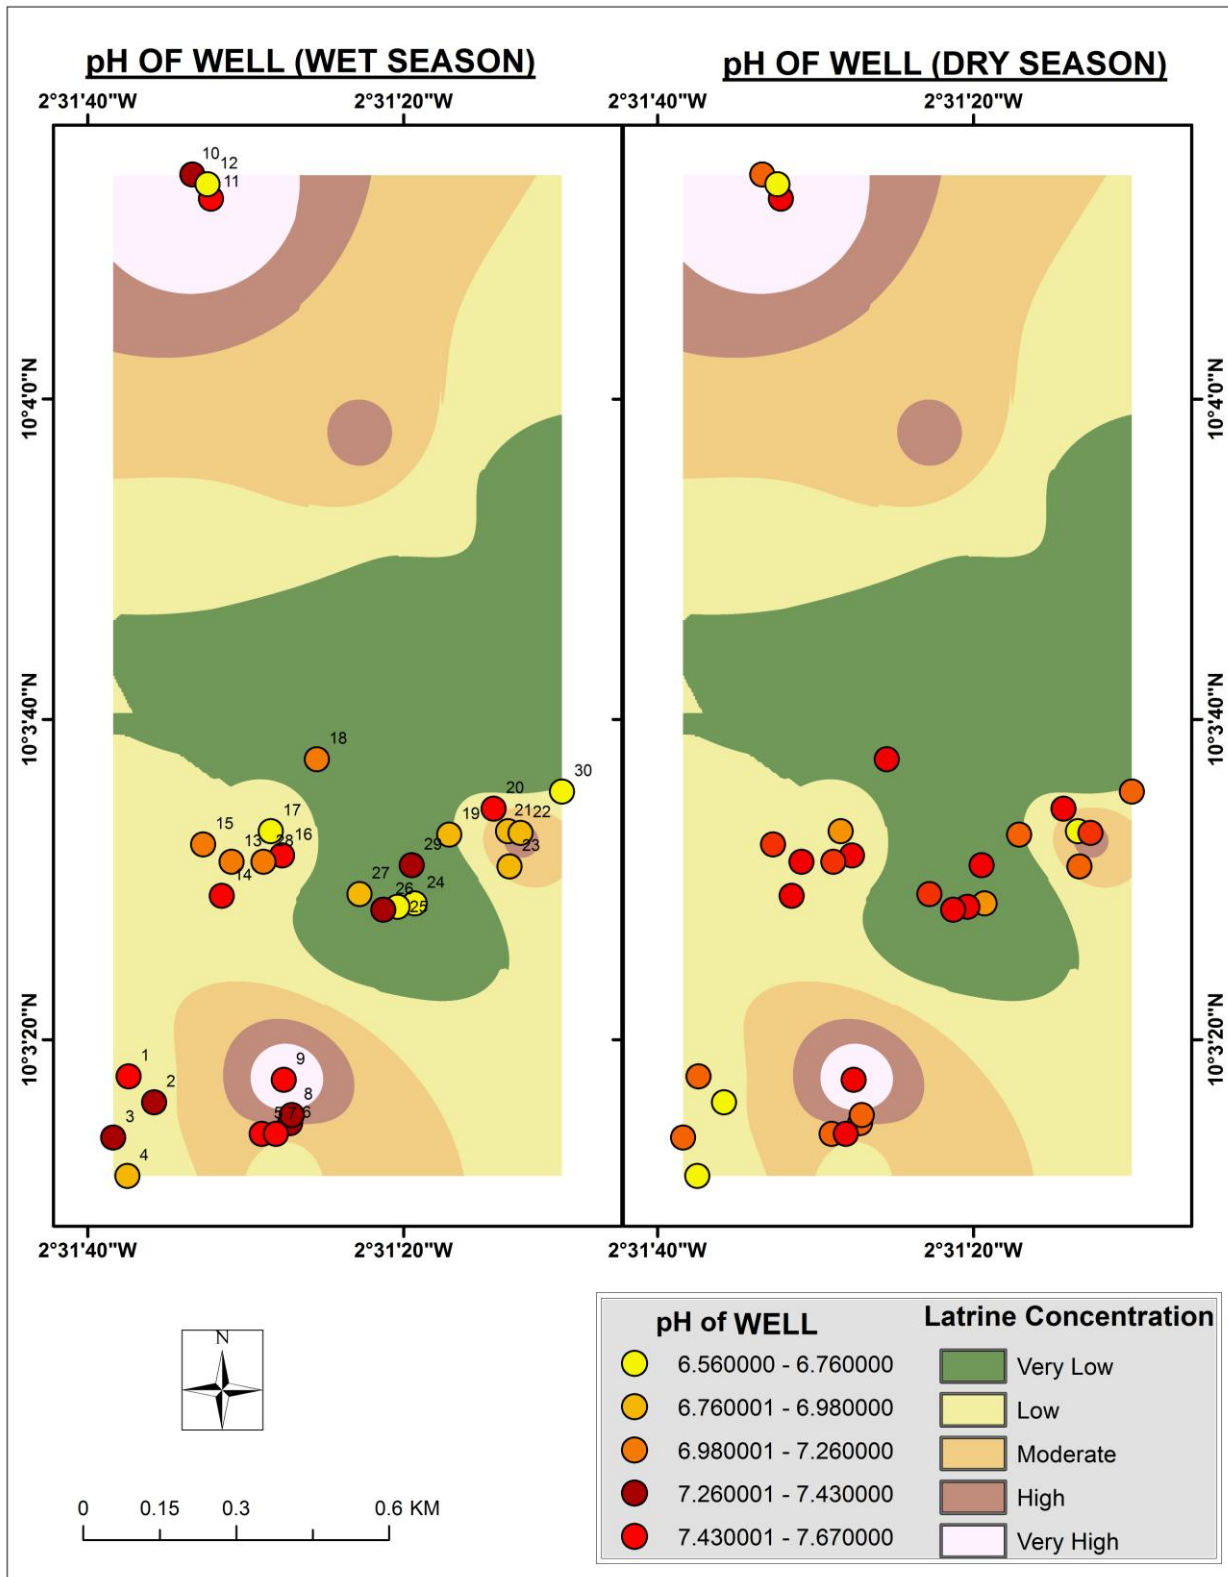 pH OF WELL (WET SEASON)
pH OF WELL (DRY SEASON)
2°31'40"W
2°31'20"W
2°31'40"W
2°31'20"W
10
12
11
10°4'0"N
10°4'0"N
10°3'40"N
10°3'40"N
18
30
20
17
19
21
22
15
16
13
28
29
23
14
27
24
26
25
10°3'20"N
10°3'20"N
1
9
2
8
3
5
7
6
4
2°31'40"W
2°31'20"W
2°31'40"W
2°31'20"W
N
0
0.15
0.3
0.6 KM
pH of WELL
6.560000 - 6.760000
6.760001 - 6.980000
6.980001 - 7.260000
7.260001 - 7.430000
7.430001 - 7.670000
Latrine Concentration
Very Low
Low
Moderate
High
Very High